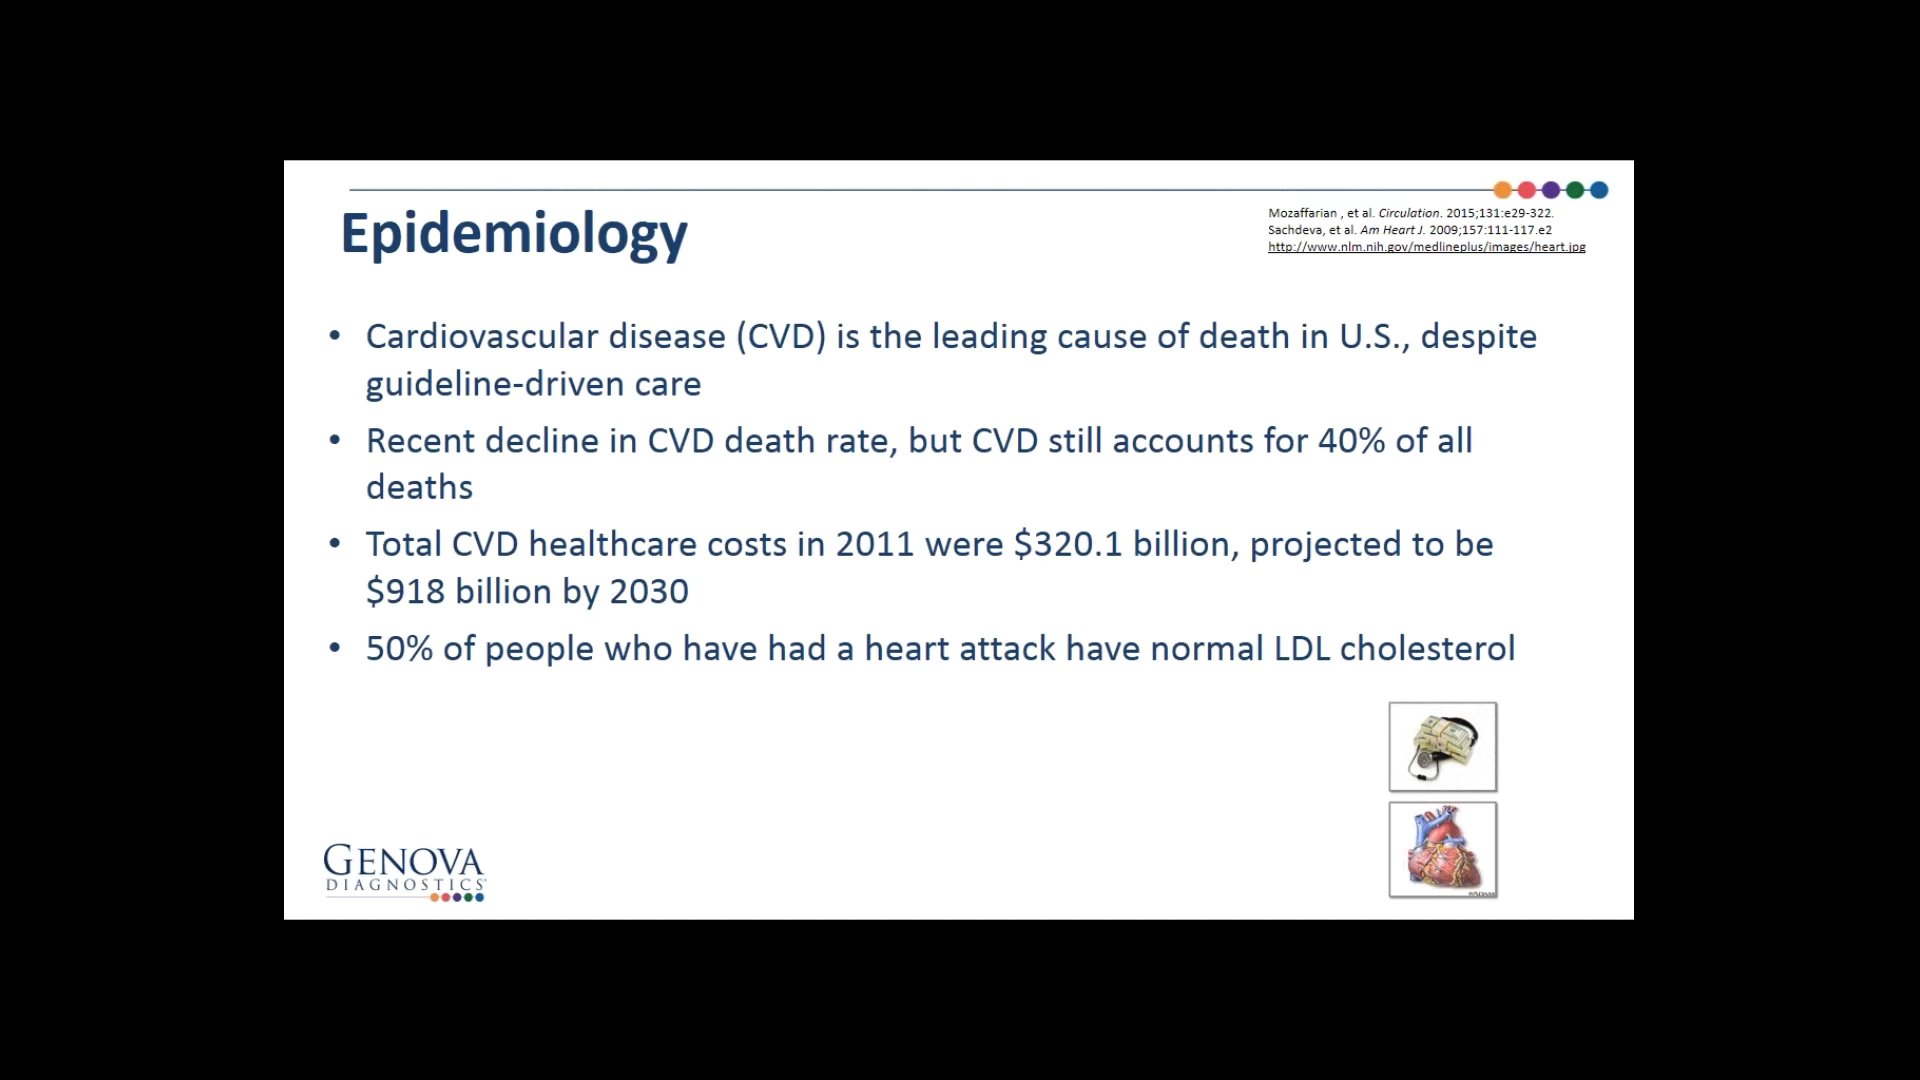 Mozaffarian , et al. Circulation. 2015;131:e29-322.
Sachdeva, et al. Am Heart J. 2009;157:111-117.e2
http://www.nlm.nih.gov/medlineplus/images/heart.jpg
Epidemiology
• Cardiovascular disease (CVD) is the leading cause of death in U.S., despite
guideline-driven care
• Recent decline in CVD death rate, but CVD still accounts for 40% of all
deaths
• Total CVD healthcare costs in 2011 were $320.1 billion, projected to be
$918 billion by 2030
• 50% of people who have had a heart attack have normal LDL cholesterol
GENOVA
DIAGNOSTICS